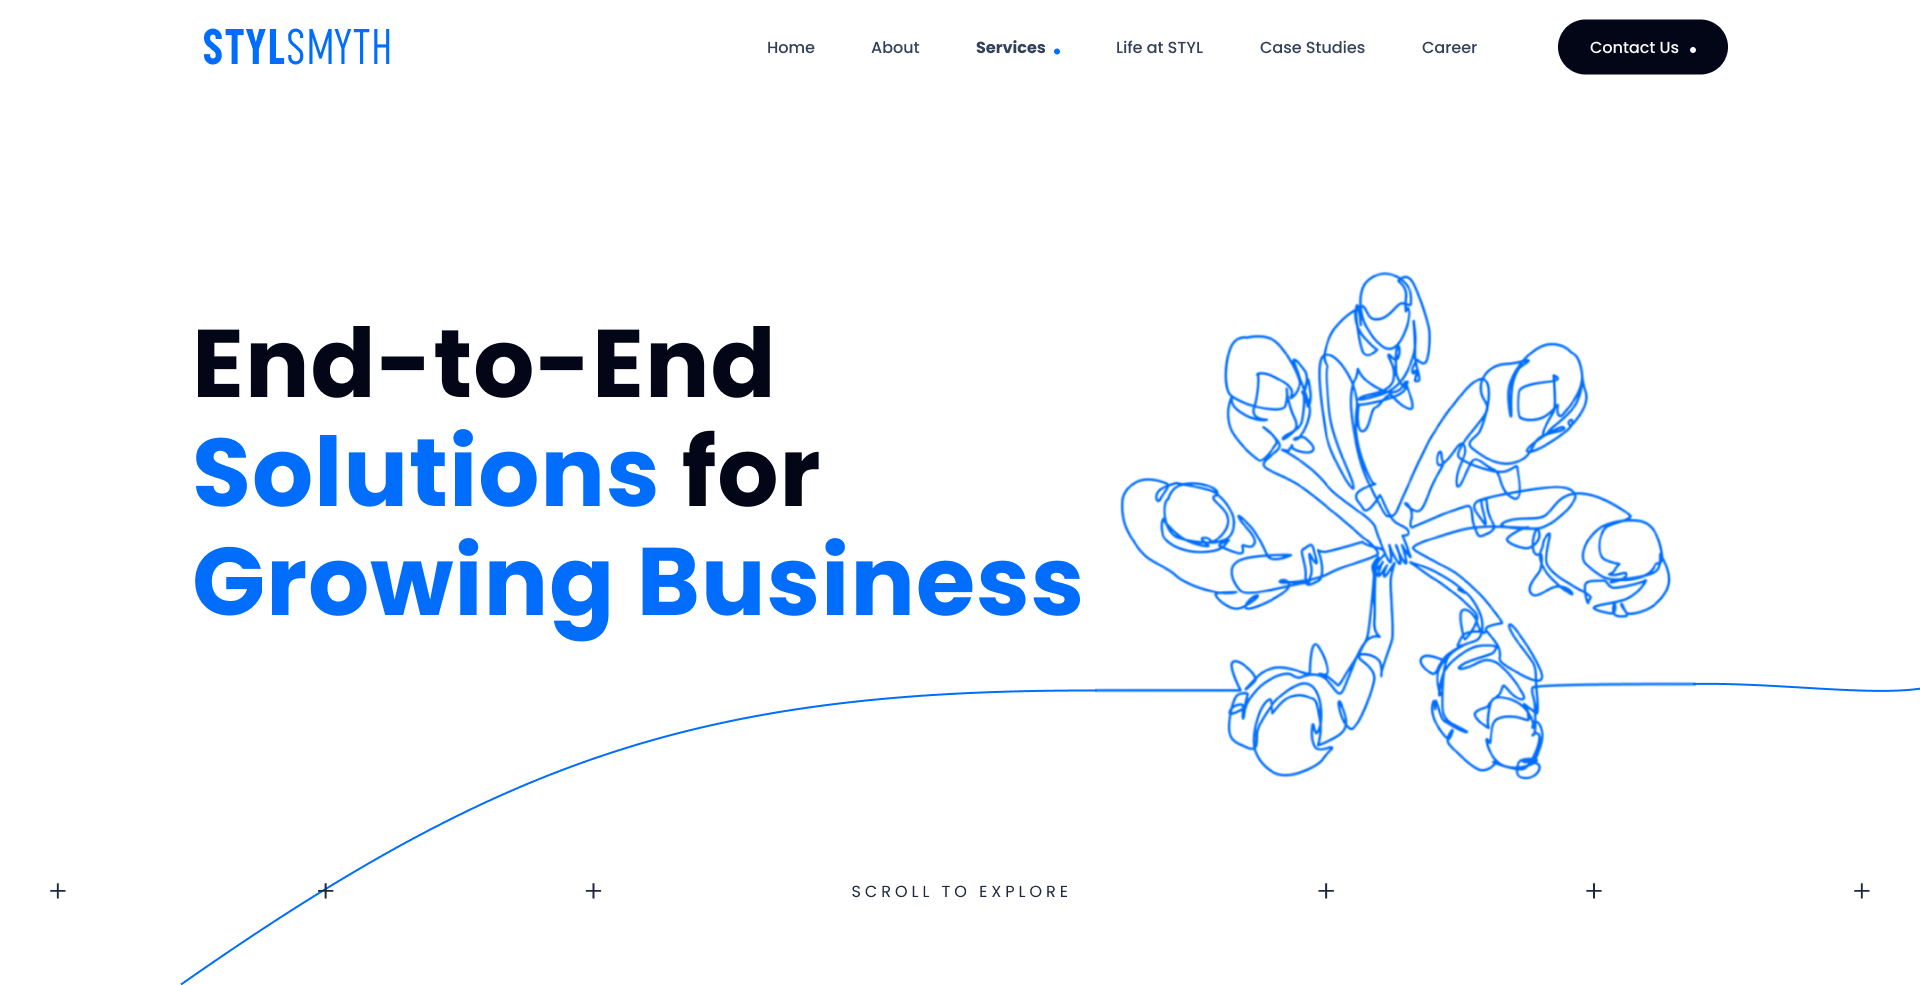 STYLSMYTH
Home About Services Life at STYL Case Studies Career Contact Us
End-to-End
Solutions for
Growing Business
SCROLL TO EXPLORE